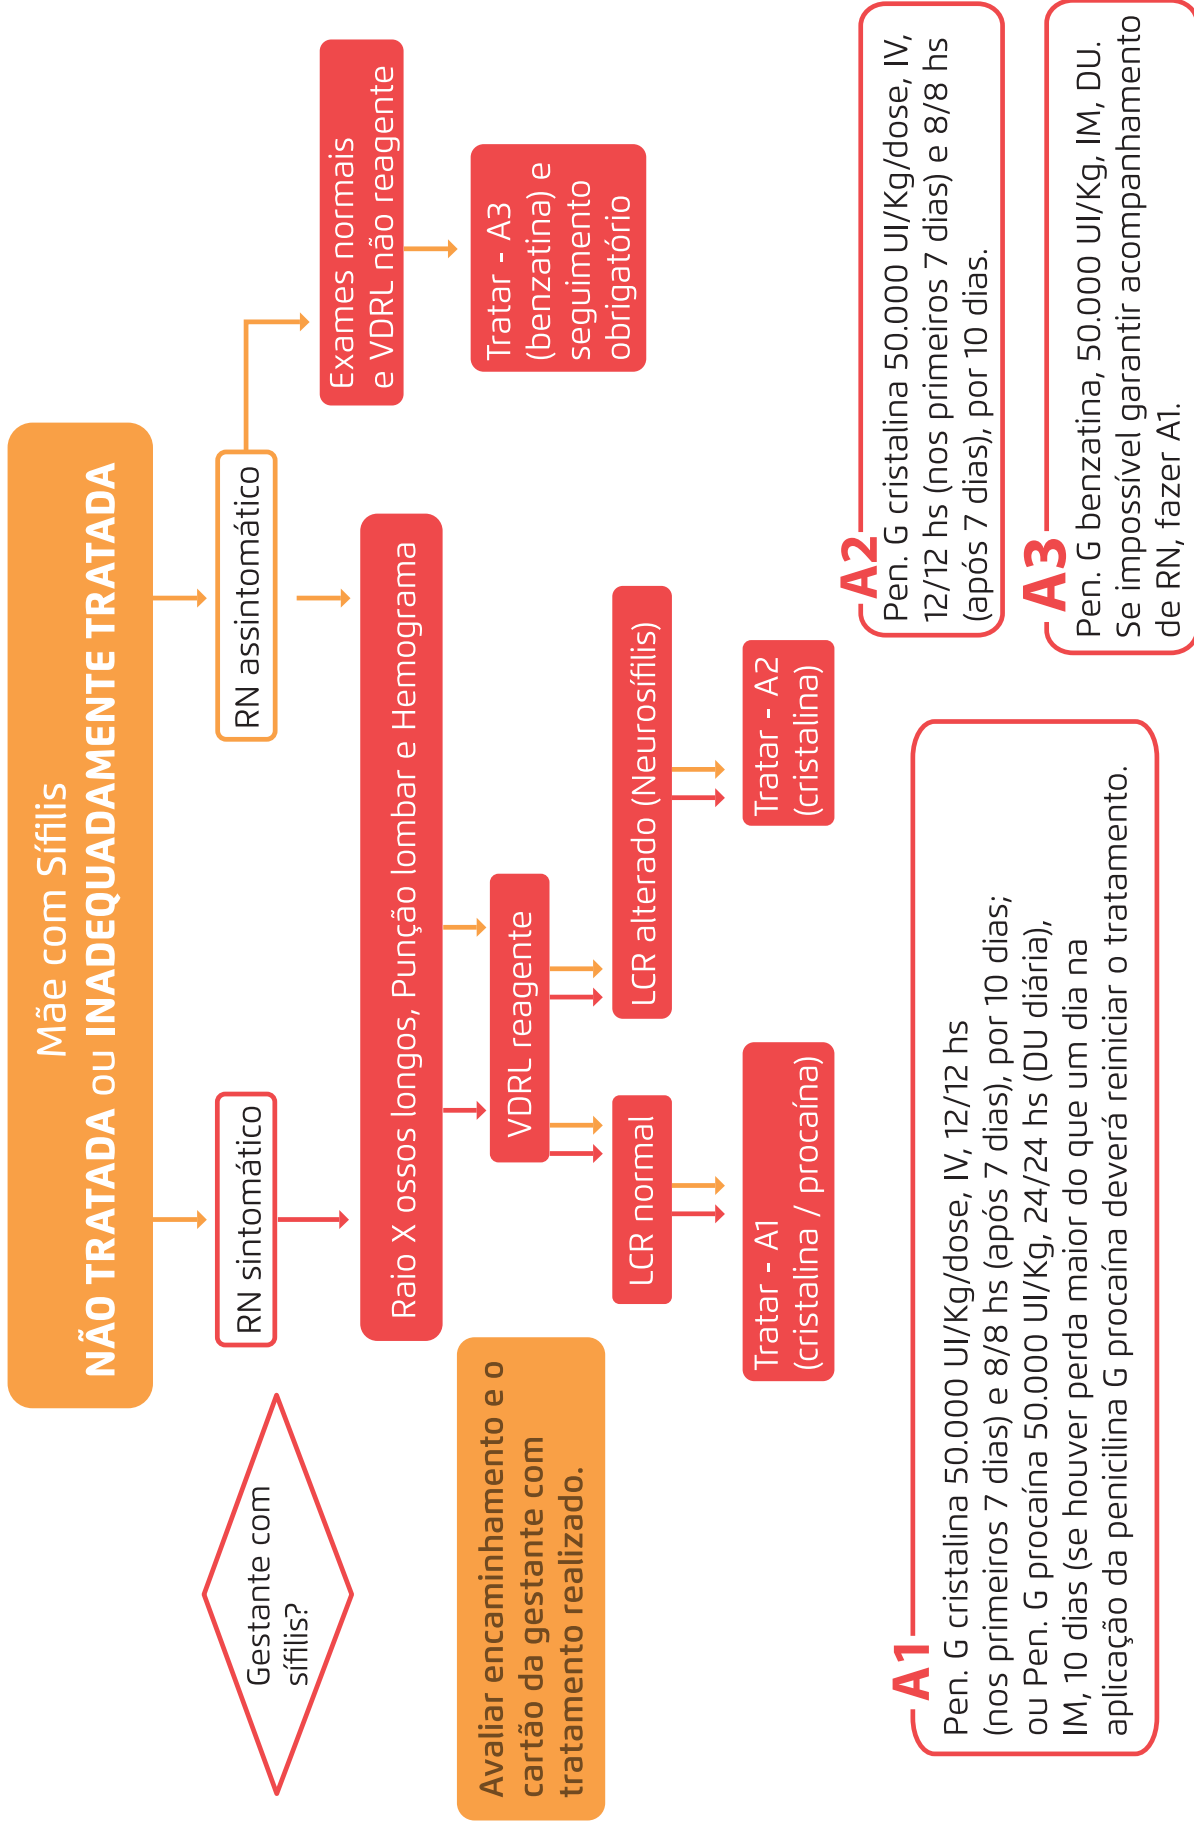 Mãe com Sífilis
NÃO TRATADA ou INADEQUADAMENTE TRATADA
Gestante com
sífilis?
RN sintomático
RN assintomático
Exames normais
e VDRL não reagente
Raio X ossos longos, Punção lombar e Hemograma
Tratar - A3
(benzatina) e
seguimento
obrigatório
Avaliar encaminhamento e o
cartão da gestante com
tratamento realizado.
VDRL reagente
LCR normal
LCR alterado (Neurosífilis)
Tratar - A1
(cristalina / procaína)
Tratar - A2
(cristalina)
A1
Pen. G cristalina 50.000 UI/Kg/dose, IV, 12/12 hs
(nos primeiros 7 dias) e 8/8 hs (após 7 dias), por 10 dias;
ou Pen. G procaína 50.000 UI/Kg, 24/24 hs (DU diária),
IM, 10 dias (se houver perda maior do que um dia na
aplicação da penicilina G procaína deverá reiniciar o tratamento.
A2
Pen. G cristalina 50.000 UI/Kg/dose, IV,
12/12 hs (nos primeiros 7 dias) e 8/8 hs
(após 7 dias), por 10 dias.
A3
Pen. G benzatina, 50.000 UI/Kg, IM, DU.
Se impossível garantir acompanhamento
de RN, fazer A1.